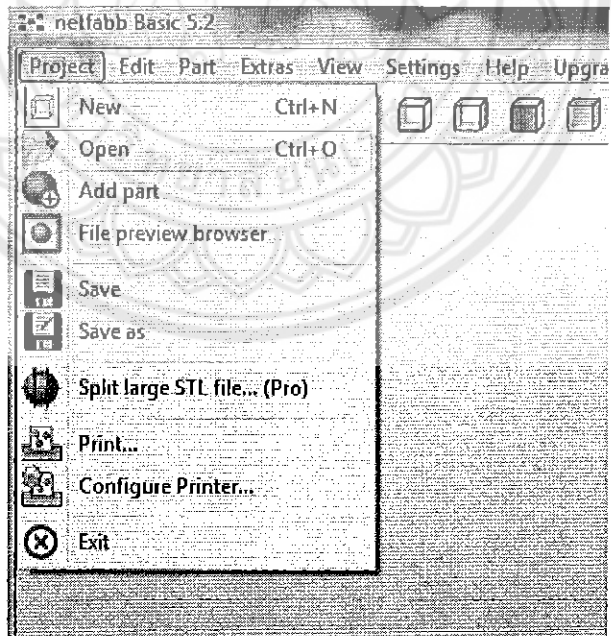 netfabb Basic 5.2
Project Edit Part Extras View Settings Help Upgra
New Ctrl+N
Open Ctrl+O
Add part
File preview browser
Save
Save as
Split large STL file... (Pro)
Print...
Configure Printer...
Exit